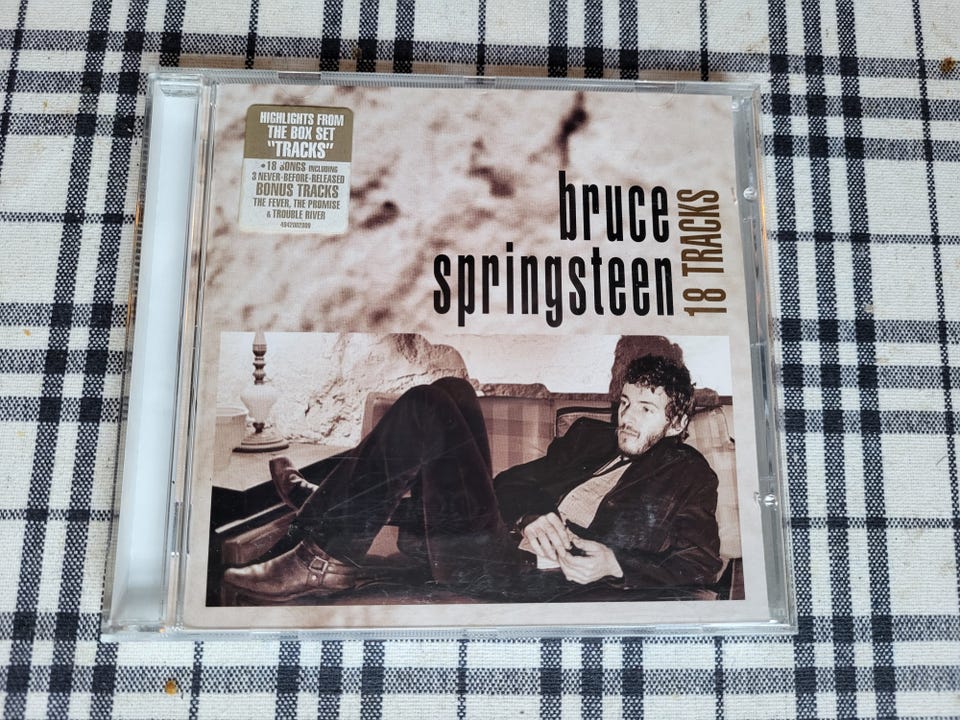 HIGHLIGHTS FROM
THE BOX SET
"TRACKS"
• 18 SONGS INCLUDING
3 NEVER-BEFORE-RELEASED
BONUS TRACKS
THE FEVER, THE PROMISE
& TROUBLE RIVER
4942002000
bruce
springsteen
18 TRACKS